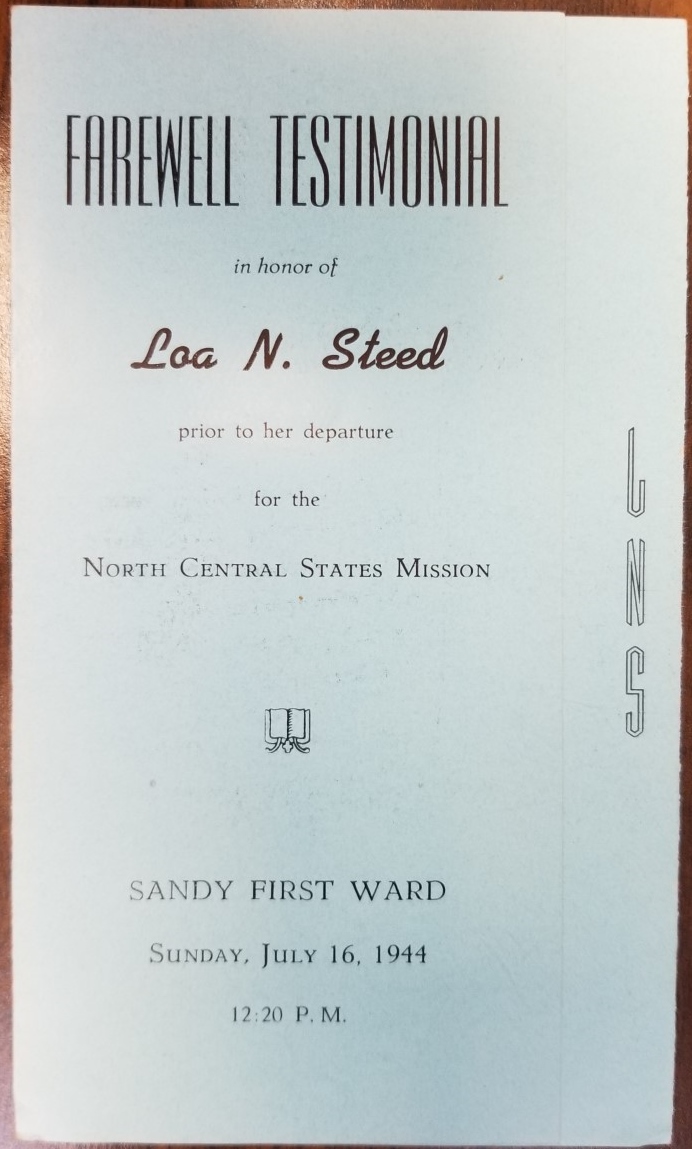 FAREWELL TESTIMONIAL
in honor of
Loa N. Steed
prior to her departure
for the
NORTH CENTRAL STATES MISSION
SANDY FIRST WARD
SUNDAY, JULY 16, 1944
12:20 P. M.
L
N
S